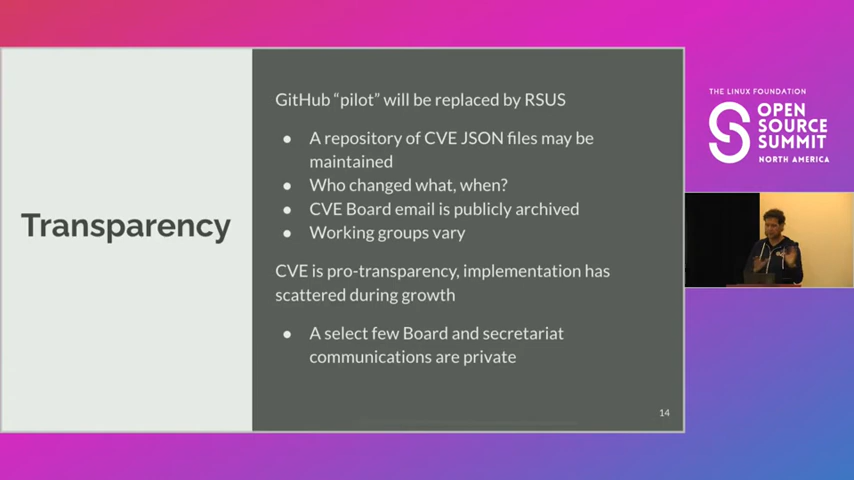 Transparency
GitHub “pilot” will be replaced by RSUS
● A repository of CVE JSON files may be
maintained
● Who changed what, when?
● CVE Board email is publicly archived
● Working groups vary
CVE is pro-transparency, implementation has
scattered during growth
● A select few Board and secretariat
communications are private
14
THE LINUX FOUNDATION
OPEN
SOURCE
SUMMIT
NORTH AMERICA